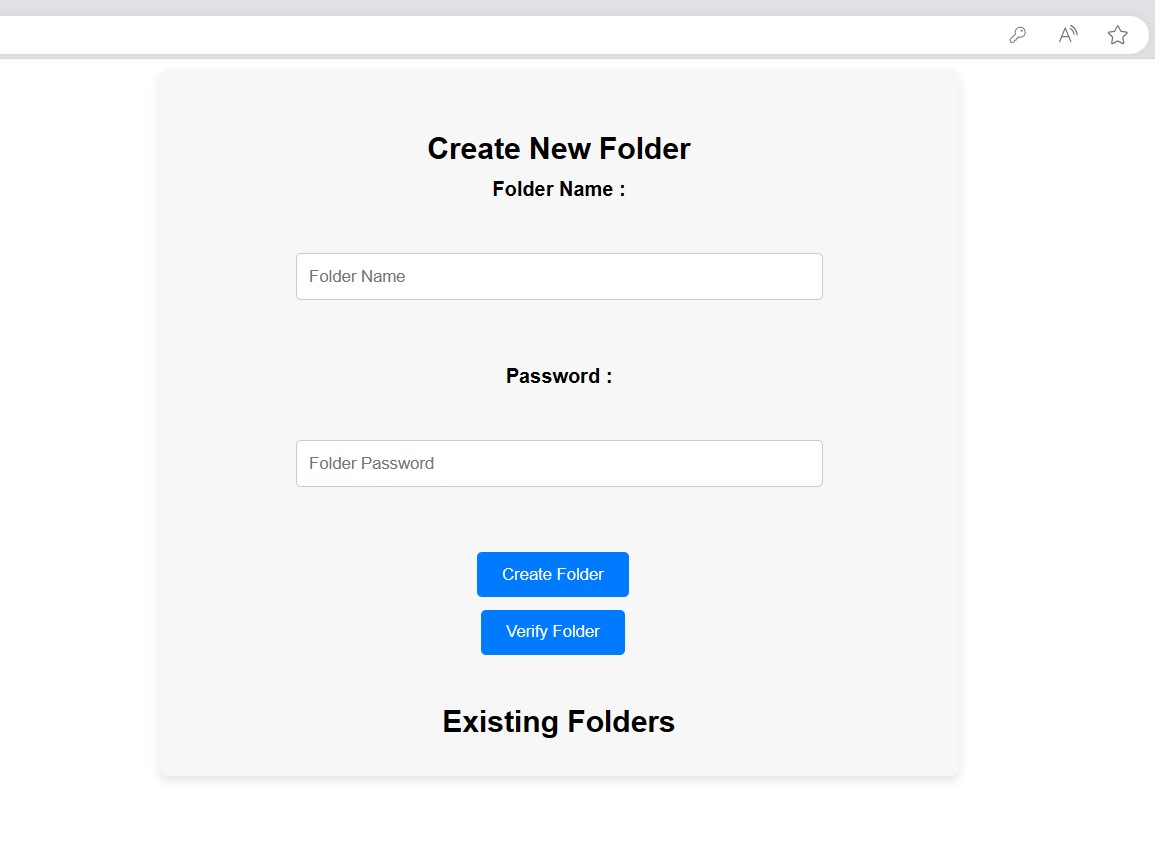 Create New Folder
Folder Name :
Folder Name
Password :
Folder Password
Create Folder
Verify Folder
Existing Folders